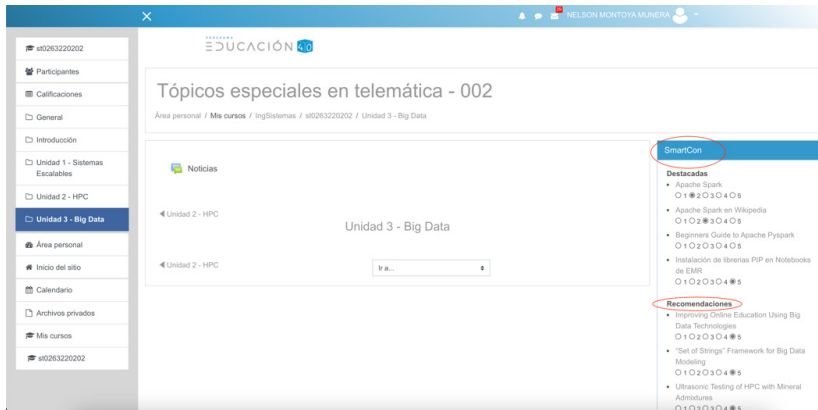 NELSON MONTOYA MUNERA
PROGRAMA
EDUCACIÓN 4.0
st0263220202
Participantes
Calificaciones
General
Introducción
Unidad 1 - Sistemas
Escalables
Unidad 2 - HPC
Unidad 3 - Big Data
Área personal
Inicio del sitio
Calendario
Archivos privados
Mis cursos
st0263220202
Tópicos especiales en telemática - 002
Área personal / Mis cursos / IngSistemas / st0263220202 / Unidad 3 - Big Data
Noticias
Unidad 2 - HPC
Unidad 3 - Big Data
Unidad 2 - HPC
Ir a...
SmartCon
Destacadas
Apache Spark
1 2 3 4 5
Apache Spark en Wikipedia
1 2 3 4 5
Beginners Guide to Apache Pyspark
1 2 3 4 5
Instalación de librerias PIP en Notebooks
de EMR
1 2 3 4 5
Recomendaciones
Improving Online Education Using Big
Data Technologies
1 2 3 4 5
"Set of Strings" Framework for Big Data
Modeling
1 2 3 4 5
Ultrasonic Testing of HPC with Mineral
Admixtures
1 2 3 4 5